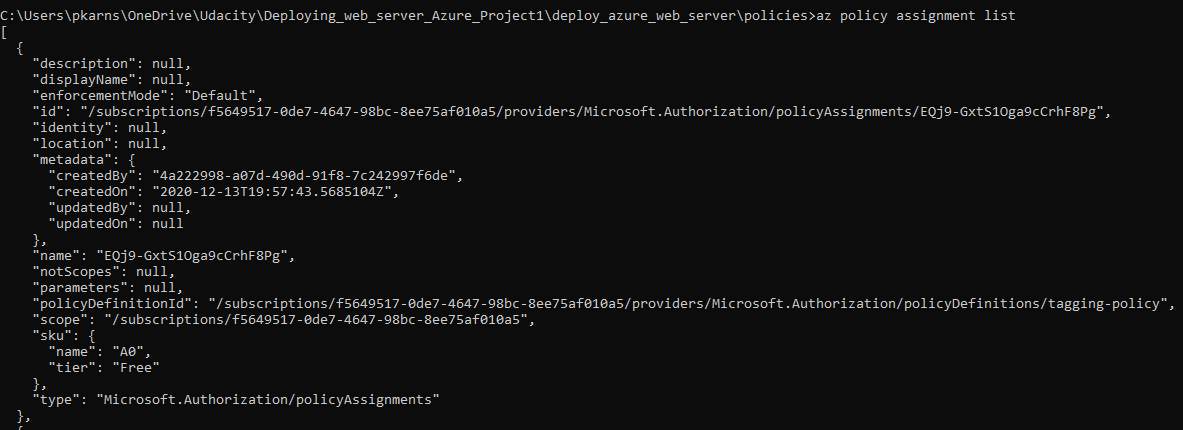 C:\Users\pkarns\OneDrive\Udacity\Deploying_web_server_Azure_Project1\deploy_azure_web_server\policies>az policy assignment list
[
  {
    "description": null,
    "displayName": null,
    "enforcementMode": "Default",
    "id": "/subscriptions/f5649517-0de7-4647-98bc-8ee75af010a5/providers/Microsoft.Authorization/policyAssignments/EQj9-GxtS1Oga9cCrhF8Pg",
    "identity": null,
    "location": null,
    "metadata": {
      "createdBy": "4a222998-a07d-490d-91f8-7c242997f6de",
      "createdOn": "2020-12-13T19:57:43.5685104Z",
      "updatedBy": null,
      "updatedOn": null
    },
    "name": "EQj9-GxtS1Oga9cCrhF8Pg",
    "notScopes": null,
    "parameters": null,
    "policyDefinitionId": "/subscriptions/f5649517-0de7-4647-98bc-8ee75af010a5/providers/Microsoft.Authorization/policyDefinitions/tagging-policy",
    "scope": "/subscriptions/f5649517-0de7-4647-98bc-8ee75af010a5",
    "sku": {
      "name": "A0",
      "tier": "Free"
    },
    "type": "Microsoft.Authorization/policyAssignments"
  },
  {